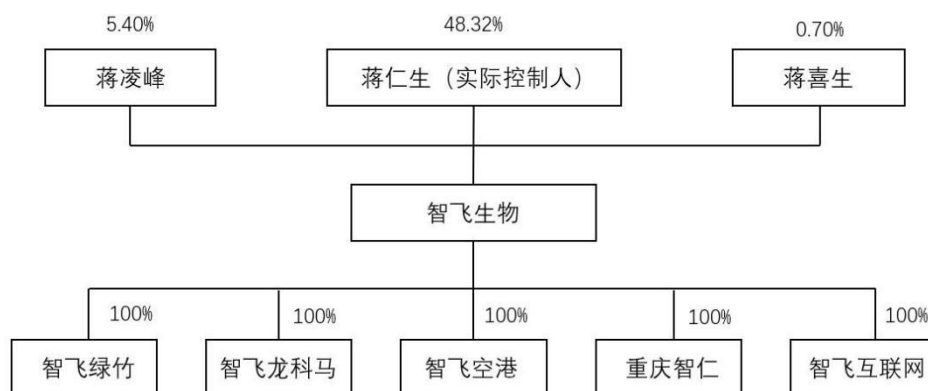 5.40%
48.32%
0.70%
蒋凌峰
蒋仁生（实际控制人）
蒋喜生
智飞生物
100%
100%
100%
100%
100%
智飞绿竹
智飞龙科马
智飞空港
重庆智仁
智飞互联网